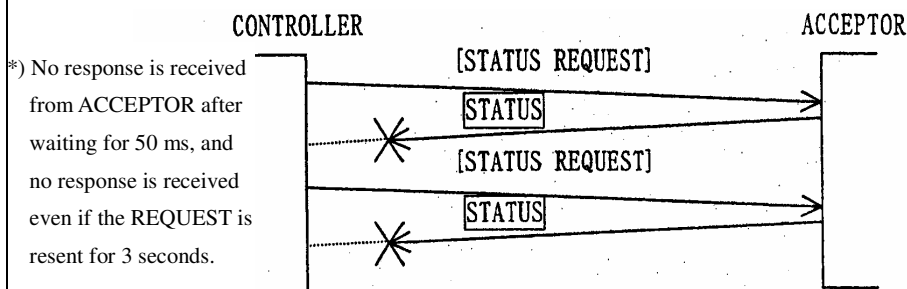 CONTROLLER ACCEPTOR
*) No response is received
from ACCEPTOR after
waiting for 50 ms, and
no response is received
even if the REQUEST is
resent for 3 seconds.
[STATUS REQUEST]
STATUS
[STATUS REQUEST]
STATUS